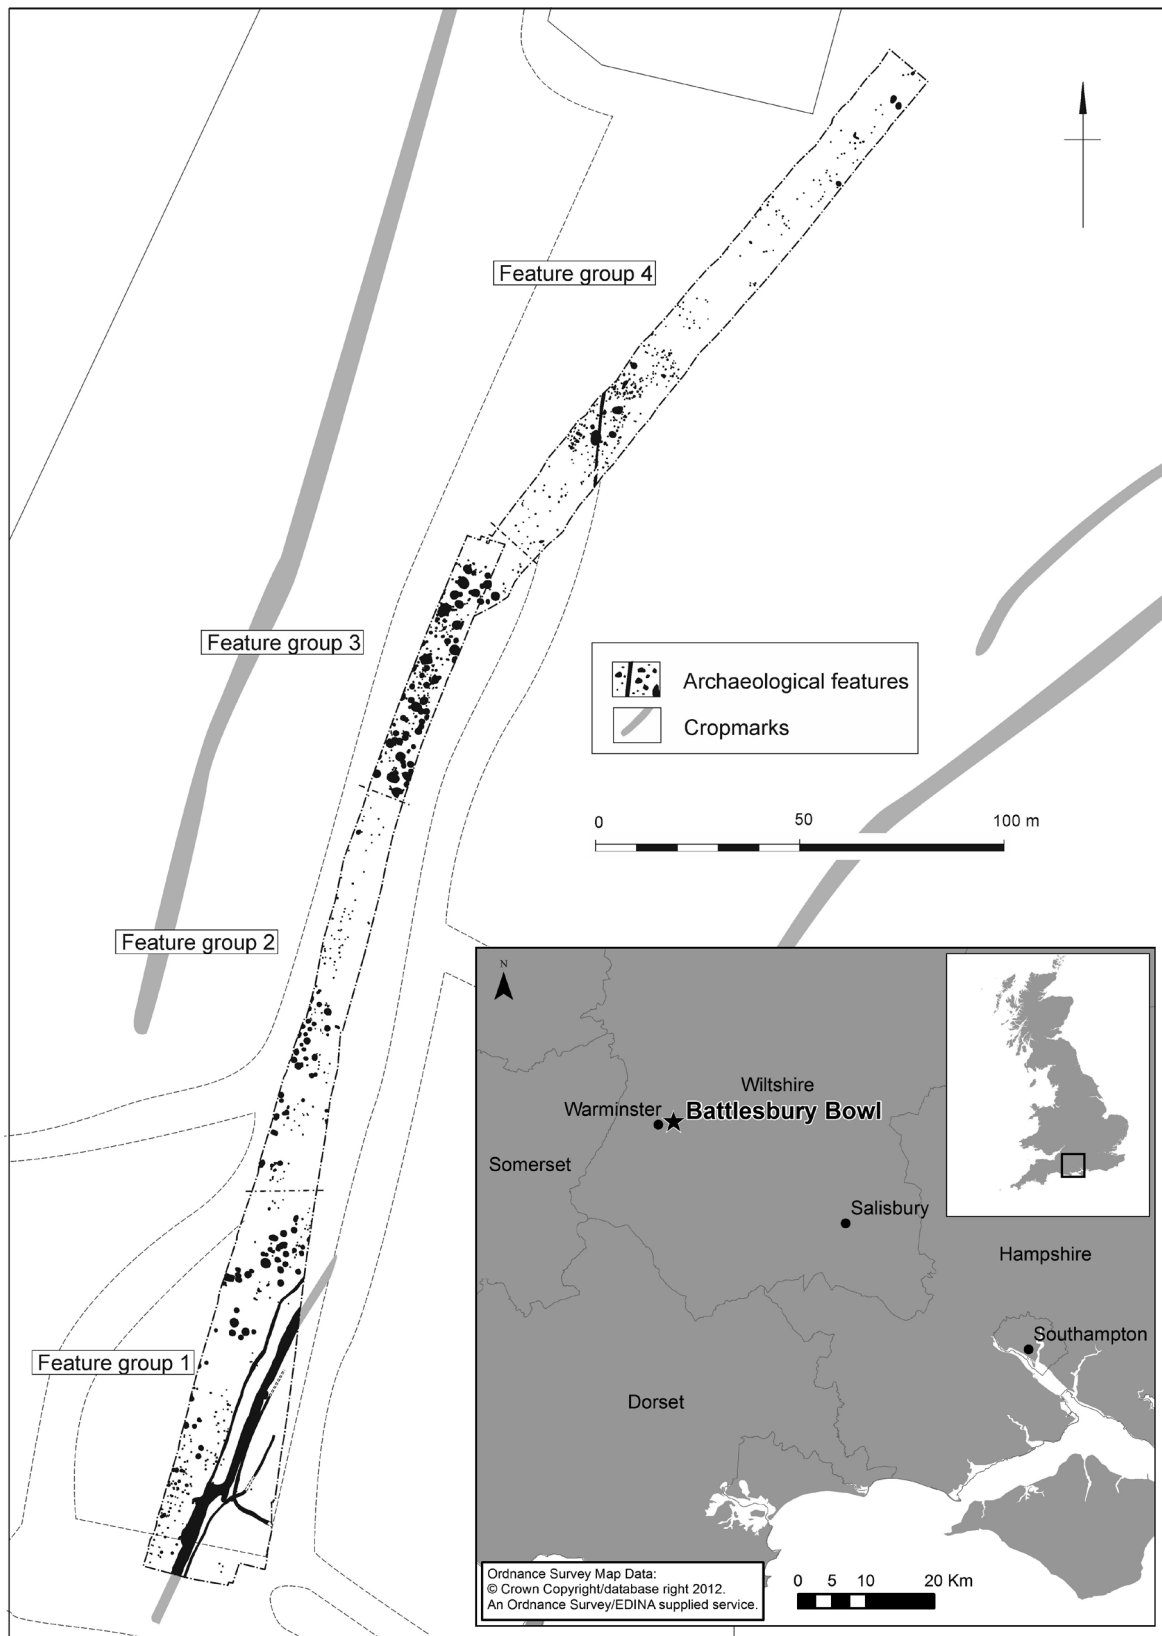 Feature group 4
Feature group 3
Archaeological features
Cropmarks
0 50 100 m
Feature group 2
N
Wiltshire
Warminster
Battlesbury Bowl
Somerset
Salisbury
Hampshire
Feature group 1
Southampton
Dorset
Ordnance Survey Map Data:
© Crown Copyright/database right 2012.
An Ordnance Survey/EDINA supplied service.
0 5 10 20 Km